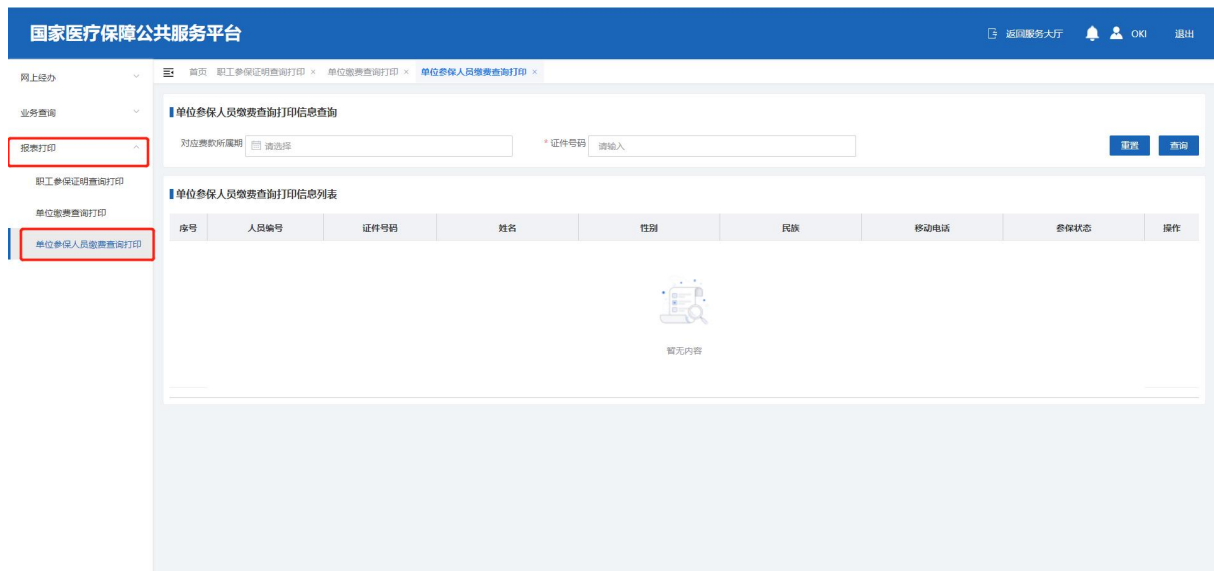 国家医疗保障公共服务平台
返回服务大厅 OKI 退出
网上经办
业务查询
报表打印
职工参保证明查询打印
单位缴费查询打印
单位参保人员缴费查询打印
首页 职工参保证明查询打印 × 单位缴费查询打印 × 单位参保人员缴费查询打印 ×
单位参保人员缴费查询打印信息查询
对应费款所属期 请选择 * 证件号码 请输入 重置 查询
单位参保人员缴费查询打印信息列表
序号 人员编号 证件号码 姓名 性别 民族 移动电话 参保状态 操作
暂无内容